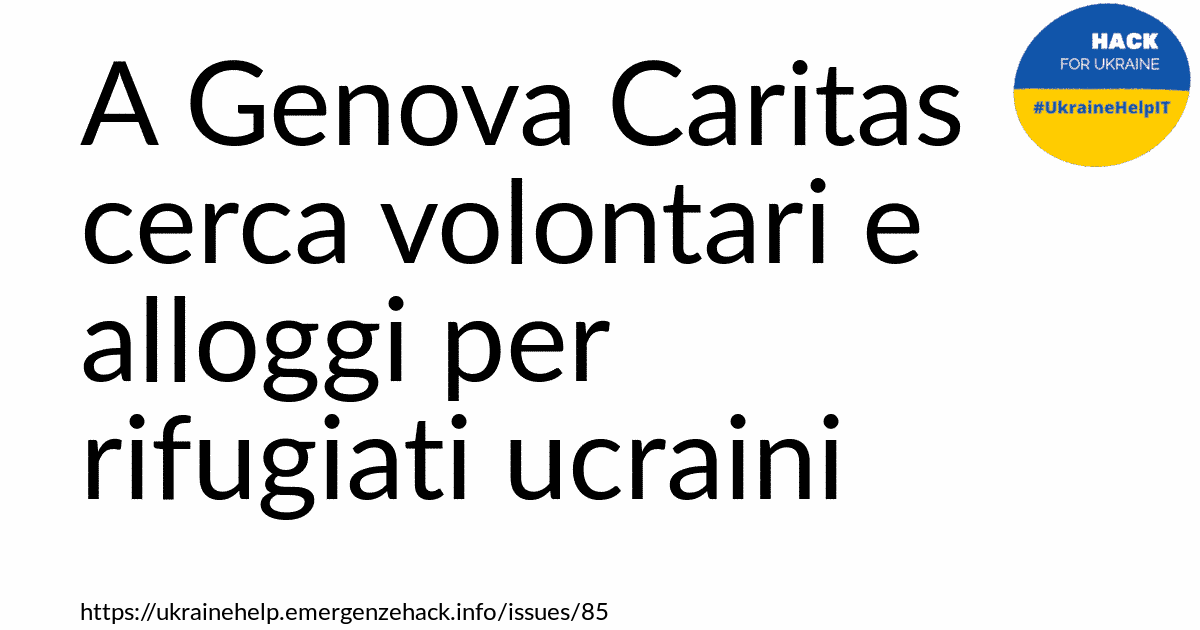 A Genova Caritas
cerca volontari e
alloggi per
rifugiati ucraini
HACK
FOR UKRAINE
#UkraineHelpIT
https://ukrainehelp.emergenzehack.info/issues/85